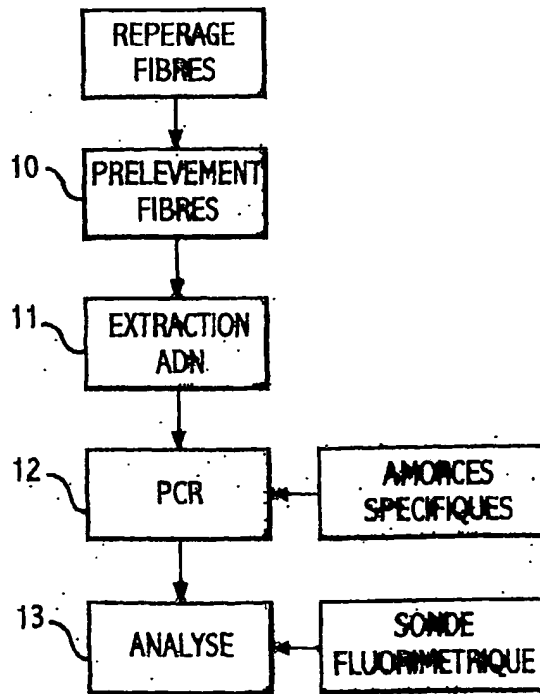 REPERAGE
FIBRES
10
PRELEVEMENT
FIBRES
11
EXTRACTION
ADN
12
PCR
AMORCES
SPECIFIQUES
13
ANALYSE
SONDE
FLUORIMETRIQUE